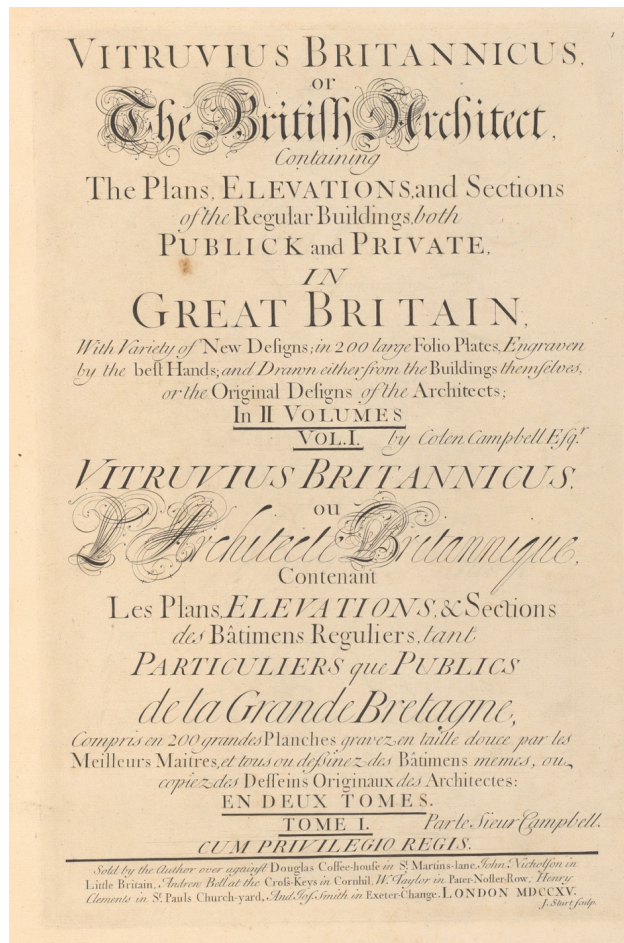 VITRUVIUS BRITANNICUS,
or
The Britiſh Architect,
Containing
The Plans, ELEVATIONS, and Sections
of the Regular Buildings, both
PUBLICK and PRIVATE,
IN
GREAT BRITAIN,
With Variety of New Deſigns; in 200 large Folio Plates, Engraven
by the beſt Hands; and Drawn either from the Buildings themſelves,
or the Original Deſigns of the Architects;
In II VOLUMES
VOL. I. by Colen Campbell Eſqr.
VITRUVIUS BRITANNICUS,
ou
L'Architecte Britannique,
Contenant
Les Plans, ELEVATIONS, & Sections
des Bâtimens Reguliers, tant
PARTICULIERS que PUBLICS
de la Grande Bretagne,
Compris en 200 grandes Planches gravez en taille douce par les
Meilleurs Maitres, et tous ou deſſinez des Bâtimens memes, ou
copiez des Deſſeins Originaux des Architectes:
EN DEUX TOMES.
TOME I. Par le Sieur Campbell.
CUM PRIVILEGIO REGIS.
Sold by the Author over againſt Douglas Coffee-houſe in St. Martins-lane, John Nicholſon in
Little Britain, Andrew Bell at the Croſs-Keys in Cornhil, W. Taylor in Pater-Noſter-Row, Henry
Clements in St. Pauls Church-yard, And Joſ. Smith in Exeter-Change. LONDON MDCCXV.
J. Sturt ſculp.